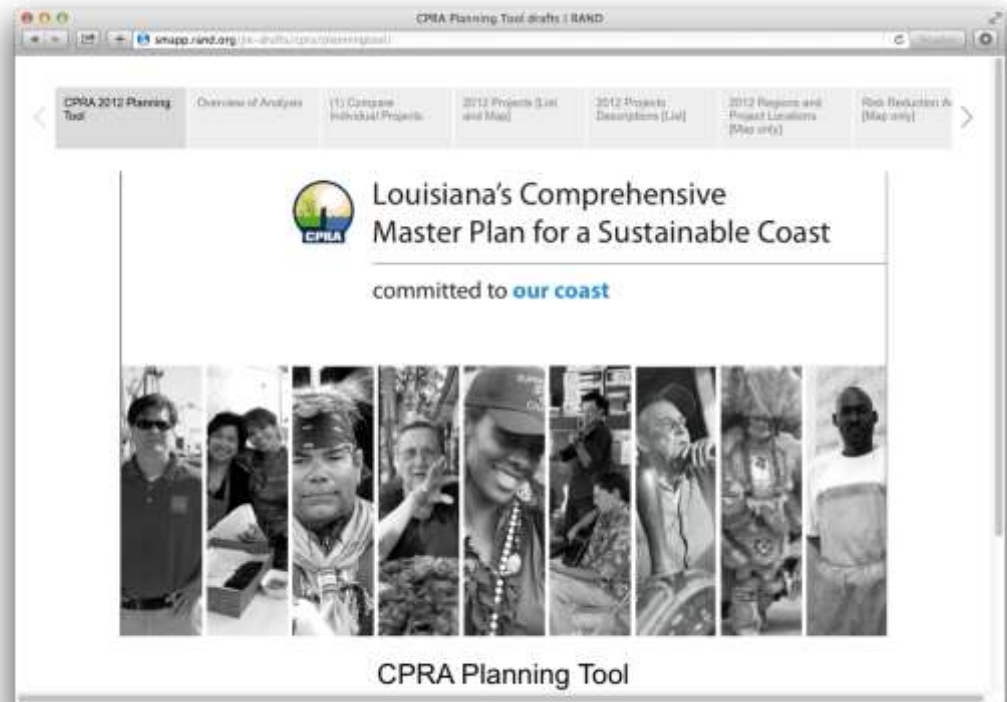 CPRA Planning Tool drafts | RAND
smapp.rand.org
CPRA 2012 Planning
Tool
Overview of Analysis
(1) Compare
Individual Projects
2012 Projects [List
and Map]
2012 Projects
Descriptions [List]
2012 Regions and
Project Locations
[Map only]
Risk Reduction
[Map only]
CPRA
Louisiana's Comprehensive
Master Plan for a Sustainable Coast
committed to our coast
CPRA Planning Tool